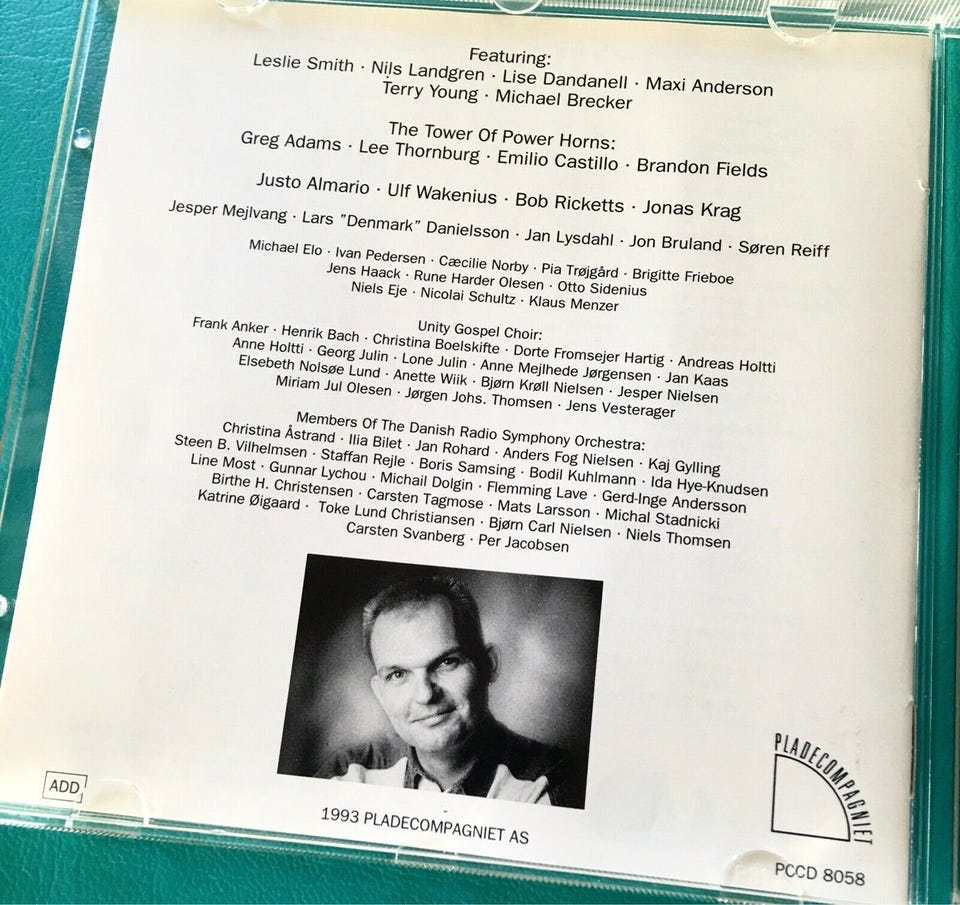 Featuring:
Leslie Smith · Nils Landgren · Lise Dandanell · Maxi Anderson
Terry Young · Michael Brecker
The Tower Of Power Horns:
Greg Adams · Lee Thornburg · Emilio Castillo · Brandon Fields
Justo Almario · Ulf Wakenius · Bob Ricketts · Jonas Krag
Jesper Mejlvang · Lars ”Denmark” Danielsson · Jan Lysdahl · Jon Bruland · Søren Reiff
Michael Elo · Ivan Pedersen · Cæcilie Norby · Pia Trøjgård · Brigitte Frieboe
Jens Haack · Rune Harder Olesen · Otto Sidenius
Niels Eje · Nicolai Schultz · Klaus Menzer
Unity Gospel Choir:
Frank Anker · Henrik Bach · Christina Boelskifte · Dorte Fromsejer Hartig · Andreas Holtti
Anne Holtti · Georg Julin · Lone Julin · Anne Mejlhede Jørgensen · Jan Kaas
Elsebeth Nolsøe Lund · Anette Wiik · Bjørn Krøll Nielsen · Jesper Nielsen
Miriam Jul Olesen · Jørgen Johs. Thomsen · Jens Vesterager
Members Of The Danish Radio Symphony Orchestra:
Christina Åstrand · Ilia Bilet · Jan Rohard · Anders Fog Nielsen · Kaj Gylling
Steen B. Vilhelmsen · Staffan Rejle · Boris Samsing · Bodil Kuhlmann · Ida Hye-Knudsen
Line Most · Gunnar Lychou · Michail Dolgin · Flemming Lave · Gerd-Inge Andersson
Birthe H. Christensen · Carsten Tagmose · Mats Larsson · Michal Stadnicki
Katrine Øigaard · Toke Lund Christiansen · Bjørn Carl Nielsen · Niels Thomsen
Carsten Svanberg · Per Jacobsen
ADD
1993 PLADECOMPAGNIET AS
PLADECOMPAGNIET
PCCD 8058